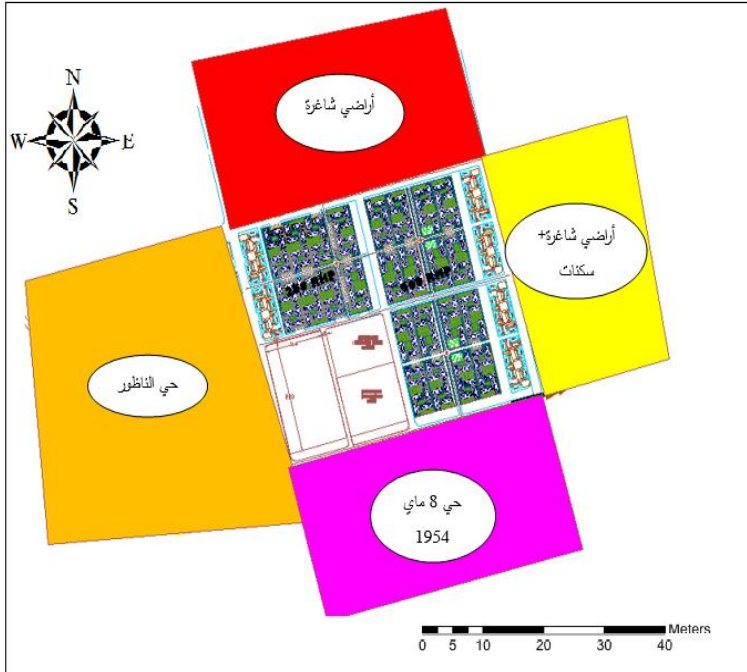 أراضي شاغرة
N
W E
S
أراضي شاغرة+
سكنات
حي الناظور
حي 8 ماي
1954
Meters
0 5 10 20 30 40